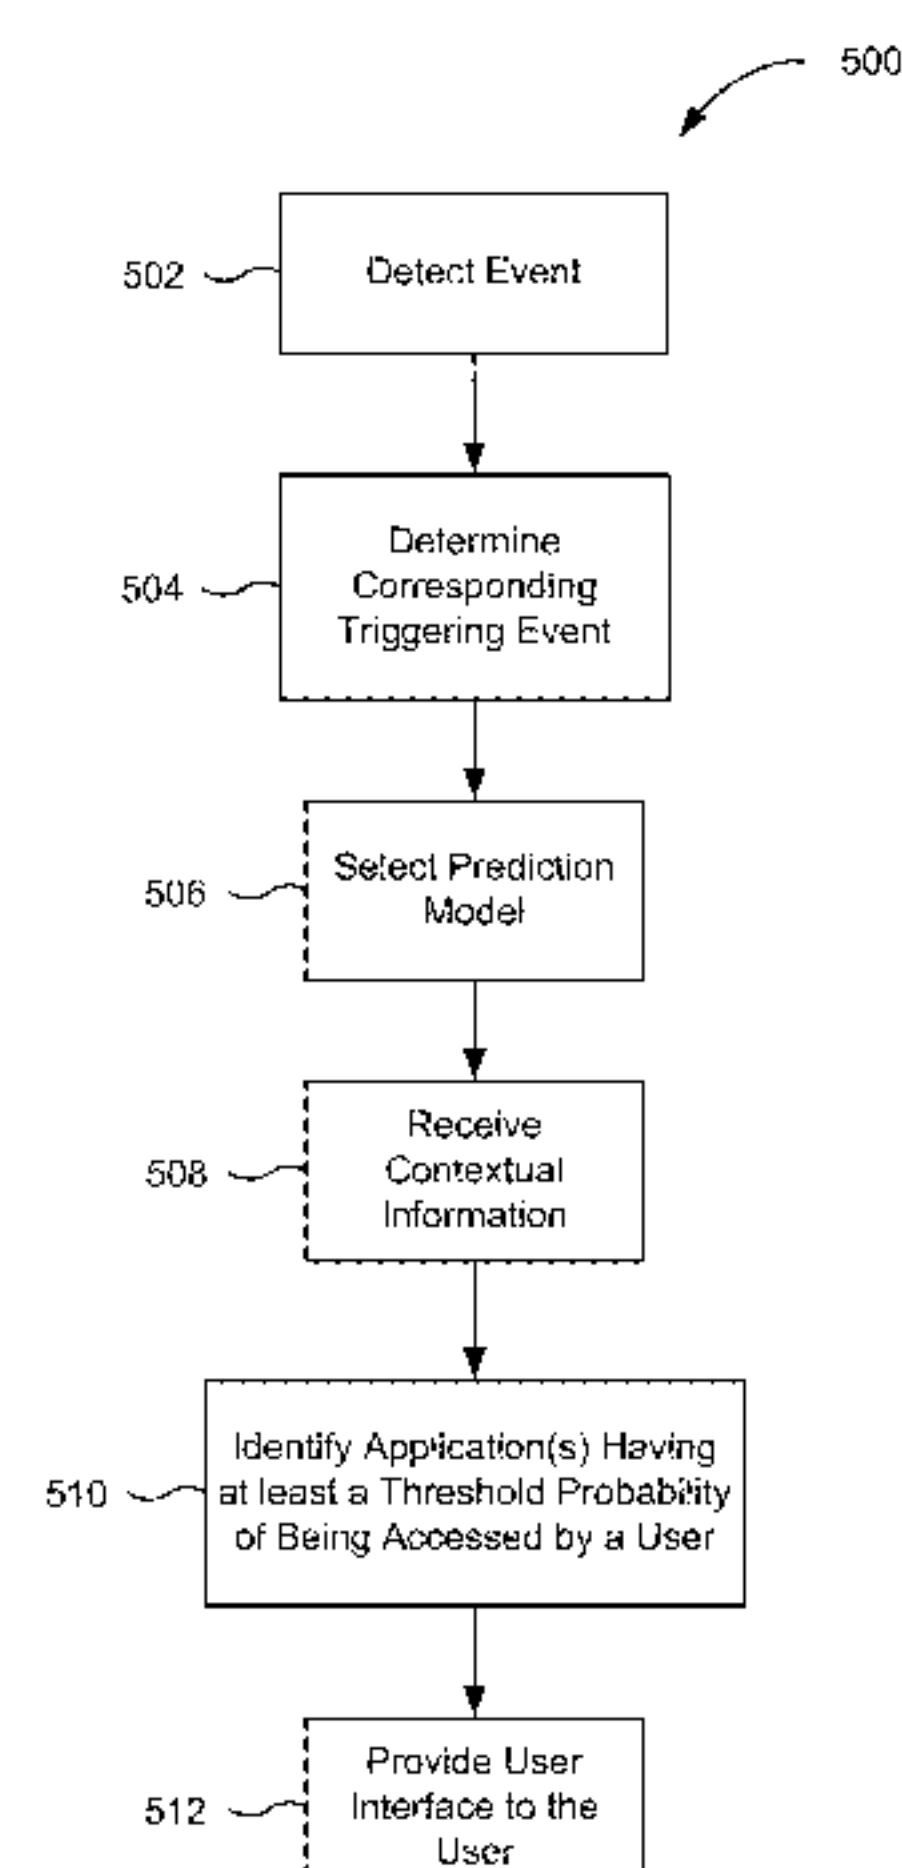 500
502
Detect Event
504
Determine
Corresponding
Triggering Event
506
Select Prediction
Model
508
Receive
Contextual
Information
510
Identify Application(s) Having
at least a Threshold Probability
of Being Accessed by a User
512
Provide User
Interface to the
User